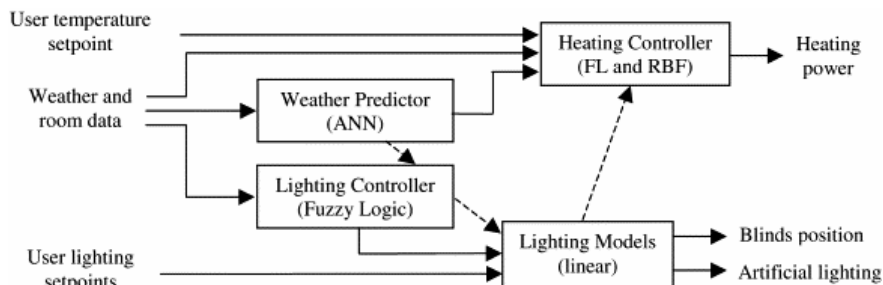 User temperature
setpoint
Heating Controller
(FL and RBF)
Heating
power
Weather and
room data
Weather Predictor
(ANN)
Lighting Controller
(Fuzzy Logic)
User lighting
setpoints
Lighting Models
(linear)
Blinds position
Artificial lighting